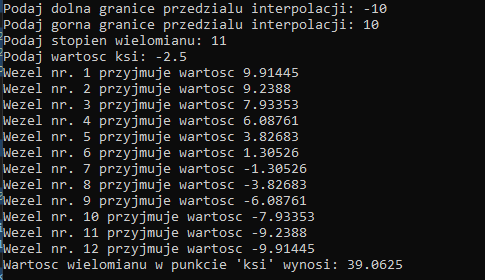 Podaj dolna granice przedzialu interpolacji: -10
Podaj gorna granice przedzialu interpolacji: 10
Podaj stopien wielomianu: 11
Podaj wartosc ksi: -2.5
Wezel nr. 1 przyjmuje wartosc 9.91445
Wezel nr. 2 przyjmuje wartosc 9.2388
Wezel nr. 3 przyjmuje wartosc 7.93353
Wezel nr. 4 przyjmuje wartosc 6.08761
Wezel nr. 5 przyjmuje wartosc 3.82683
Wezel nr. 6 przyjmuje wartosc 1.30526
Wezel nr. 7 przyjmuje wartosc -1.30526
Wezel nr. 8 przyjmuje wartosc -3.82683
Wezel nr. 9 przyjmuje wartosc -6.08761
Wezel nr. 10 przyjmuje wartosc -7.93353
Wezel nr. 11 przyjmuje wartosc -9.2388
Wezel nr. 12 przyjmuje wartosc -9.91445
Wartosc wielomianu w punkcie 'ksi' wynosi: 39.0625